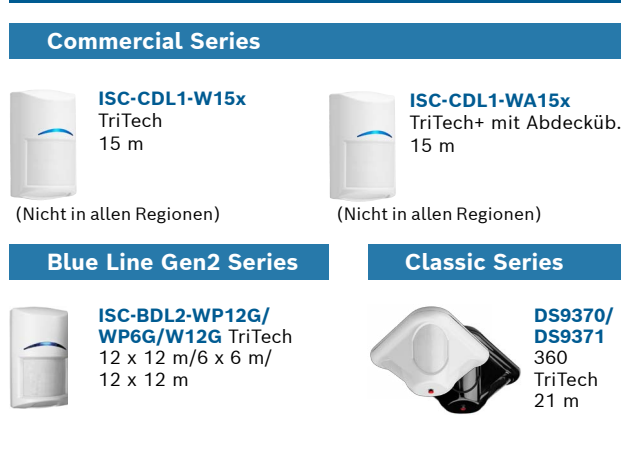 Commercial Series
ISC-CDL1-W15x
TriTech
15 m
(Nicht in allen Regionen)
ISC-CDL1-WA15x
TriTech+ mit Abdecküb.
15 m
(Nicht in allen Regionen)
Blue Line Gen2 Series
ISC-BDL2-WP12G/
WP6G/W12G TriTech
12 x 12 m/6 x 6 m/
12 x 12 m
Classic Series
DS9370/
DS9371
360
TriTech
21 m